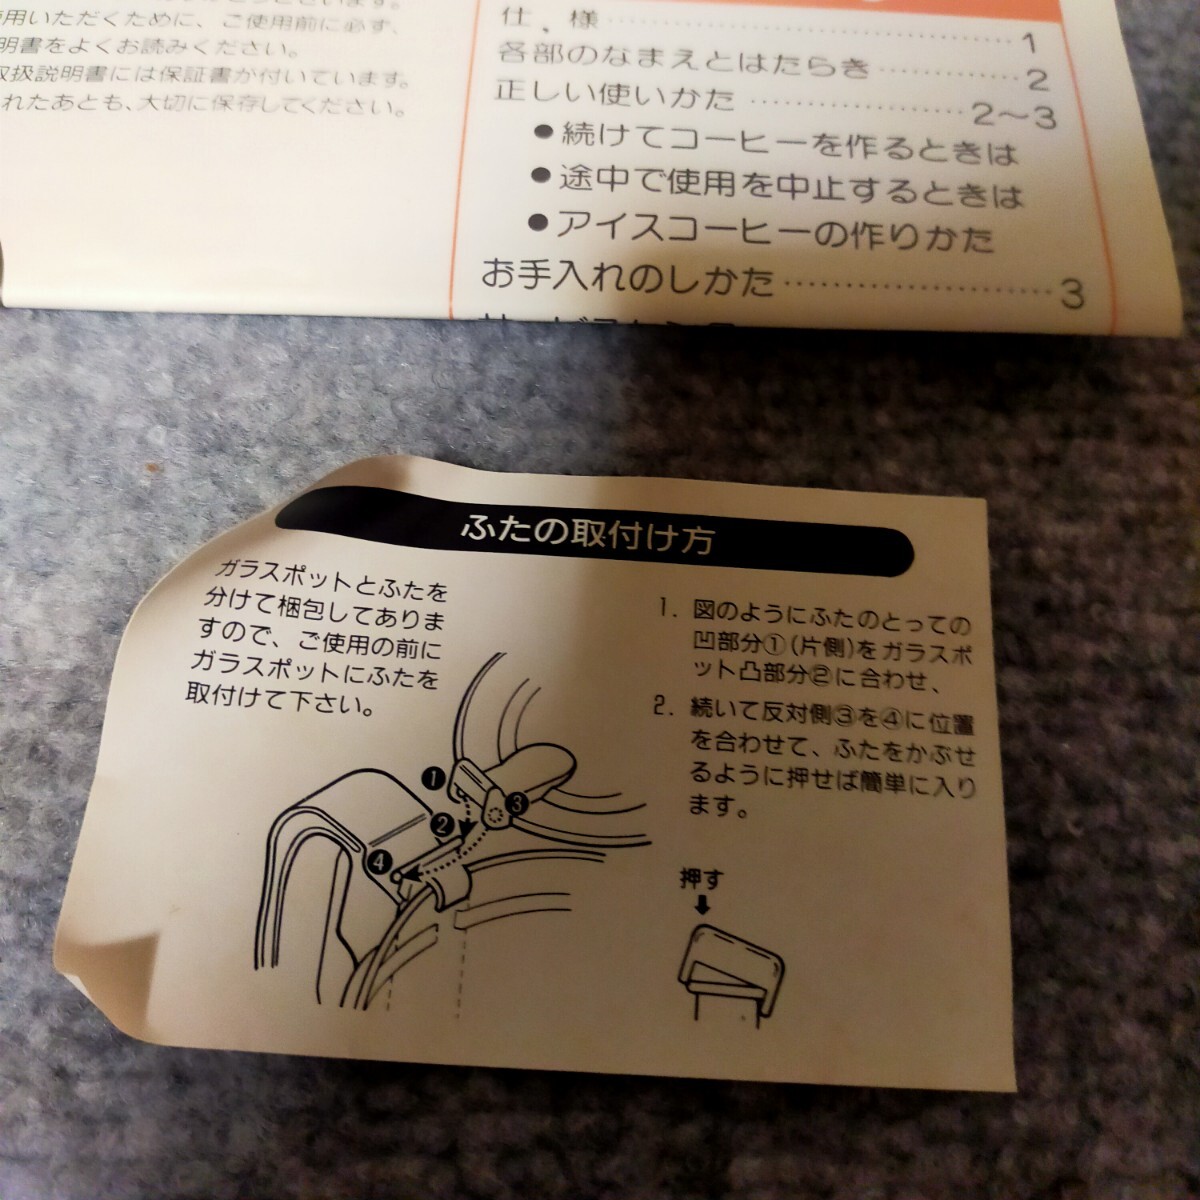 使用いただくために、ご使用前に必ず、
明書をよくお読みください。
取扱説明書には保証書が付いています。
れたあとも、大切に保存してください。
仕 様 1
各部のなまえとはたらき 2
正しい使いかた 2〜3
●続けてコーヒーを作るときは
●途中で使用を中止するときは
●アイスコーヒーの作りかた
お手入れのしかた 3
ふたの取付け方
ガラスポットとふたを
分けて梱包してありま
すので、ご使用の前に
ガラスポットにふたを
取付けて下さい。
1. 図のようにふたのとっての
凹部分①(片側)をガラスポ
ット凸部分②に合わせ、
2. 続いて反対側③を④に位置
を合わせて、ふたをかぶせ
るように押せば簡単に入り
ます。
❶
❸
❷
❹
押す